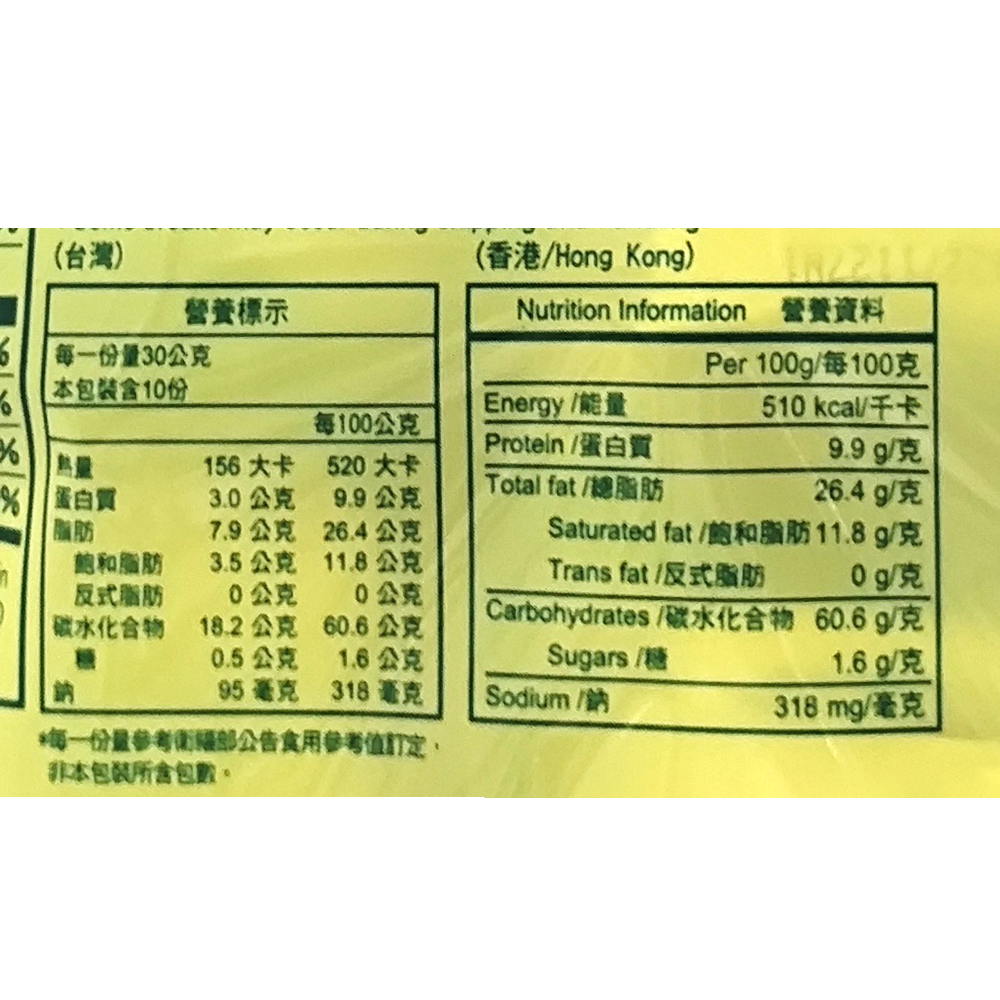 (台灣)
營養標示
每一份量30公克
本包裝含10份
每100公克
熱量 156 大卡 520 大卡
蛋白質 3.0 公克 9.9 公克
脂肪 7.9 公克 26.4 公克
飽和脂肪 3.5 公克 11.8 公克
反式脂肪 0 公克 0 公克
碳水化合物 18.2 公克 60.6 公克
糖 0.5 公克 1.6 公克
鈉 95 毫克 318 毫克
*每一份量參考衛福部公告食用參考值訂定，
非本包裝所含包數。
(香港/Hong Kong)
Nutrition Information 營養資料
Per 100g/每100克
Energy /能量 510 kcal/千卡
Protein /蛋白質 9.9 g/克
Total fat /總脂肪 26.4 g/克
Saturated fat /飽和脂肪 11.8 g/克
Trans fat /反式脂肪 0 g/克
Carbohydrates /碳水化合物 60.6 g/克
Sugars /糖 1.6 g/克
Sodium /鈉 318 mg/毫克